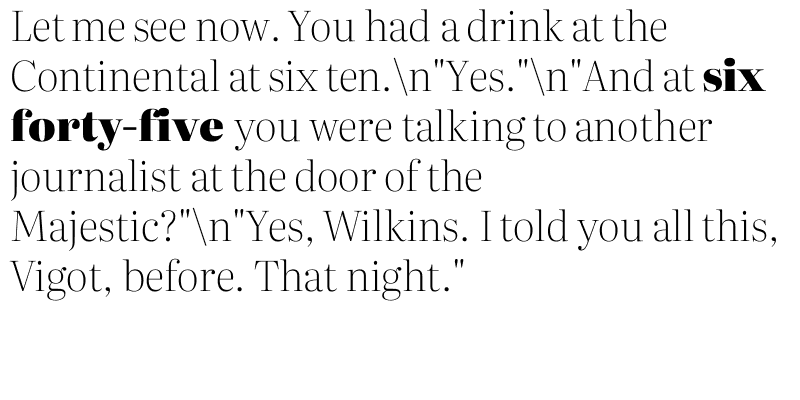 Let me see now. You had a drink at the
Continental at six ten.\n"Yes."\n"And at six
forty-five you were talking to another
journalist at the door of the
Majestic?"\n"Yes, Wilkins. I told you all this,
Vigot, before. That night."